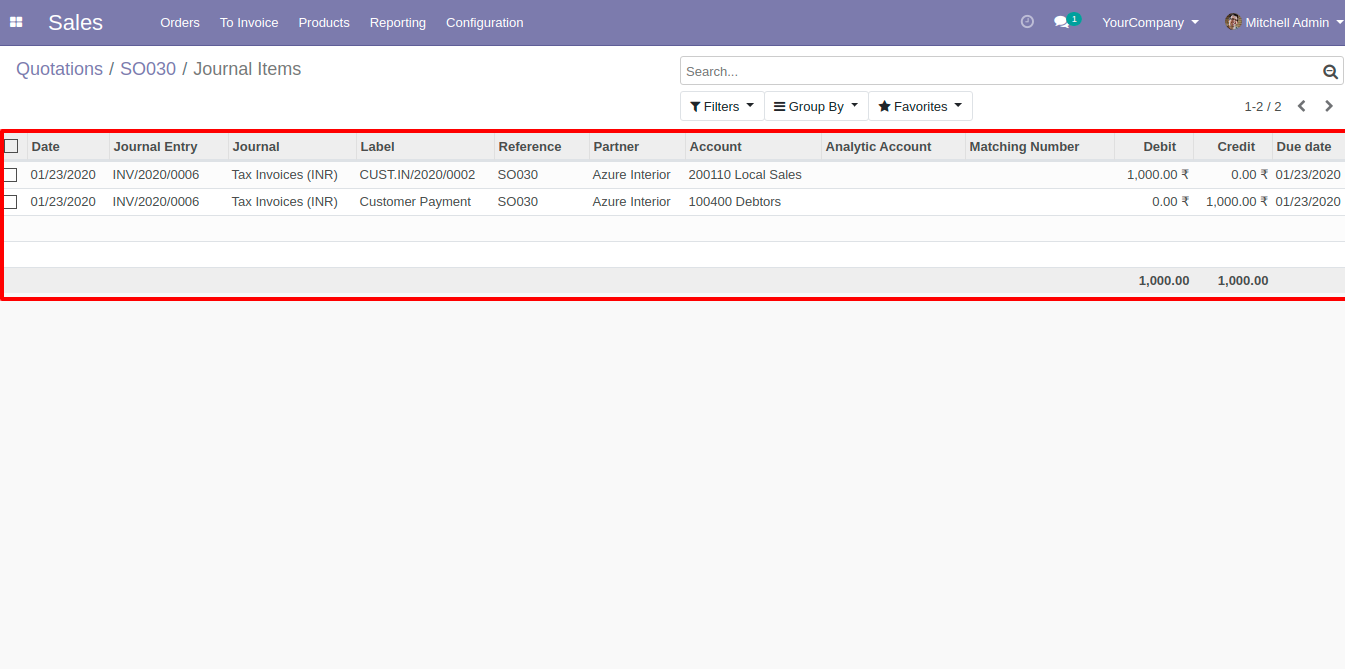 Sales Orders To Invoice Products Reporting Configuration 1 YourCompany Mitchell Admin
Quotations / SO030 / Journal Items
Search...
Filters Group By Favorites 1-2 / 2
Date Journal Entry Journal Label Reference Partner Account Analytic Account Matching Number Debit Credit Due date
01/23/2020 INV/2020/0006 Tax Invoices (INR) CUST.IN/2020/0002 SO030 Azure Interior 200110 Local Sales 1,000.00 ₹ 0.00 ₹ 01/23/2020
01/23/2020 INV/2020/0006 Tax Invoices (INR) Customer Payment SO030 Azure Interior 100400 Debtors 0.00 ₹ 1,000.00 ₹ 01/23/2020
1,000.00 1,000.00